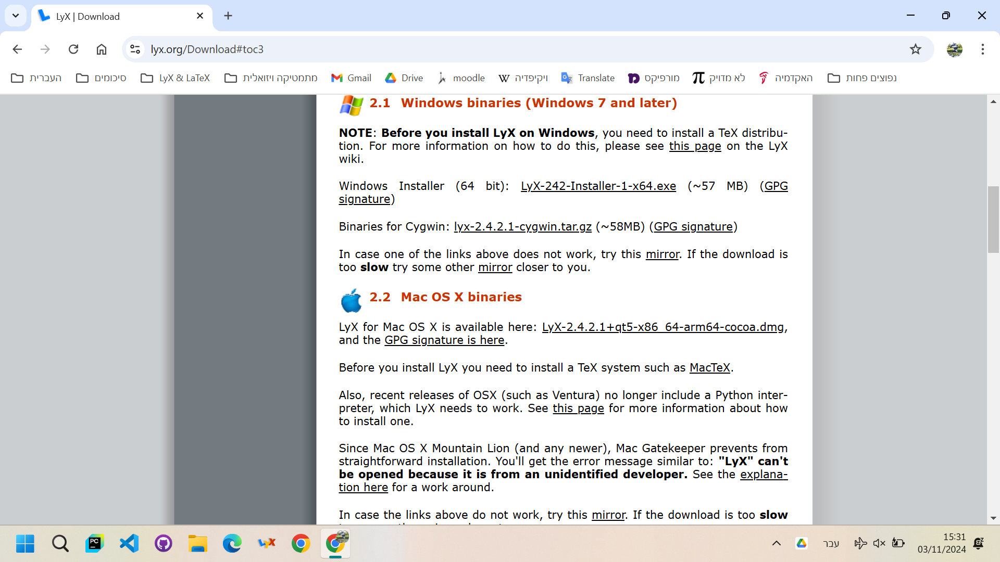 LyX | Download
lyx.org/Download#toc3
העברית
סיכומים
LyX & LaTeX
מתמטיקה ויזואלית
Gmail
Drive
moodle
ויקיפדיה
Translate
מורפיקס
לא מדויק
האקדמיה
נפוצים פחות
2.1 Windows binaries (Windows 7 and later)
NOTE: Before you install LyX on Windows, you need to install a TeX distribu-
tion. For more information on how to do this, please see this page on the LyX
wiki.
Windows Installer (64 bit): LyX-242-Installer-1-x64.exe (~57 MB) (GPG
signature)
Binaries for Cygwin: lyx-2.4.2.1-cygwin.tar.gz (~58MB) (GPG signature)
In case one of the links above does not work, try this mirror. If the download is
too slow try some other mirror closer to you.
2.2 Mac OS X binaries
LyX for Mac OS X is available here: LyX-2.4.2.1+qt5-x86_64-arm64-cocoa.dmg,
and the GPG signature is here.
Before you install LyX you need to install a TeX system such as MacTeX.
Also, recent releases of OSX (such as Ventura) no longer include a Python inter-
preter, which LyX needs to work. See this page for more information about how
to install one.
Since Mac OS X Mountain Lion (and any newer), Mac Gatekeeper prevents from
straightforward installation. You'll get the error message similar to: "LyX" can't
be opened because it is from an unidentified developer. See the explana-
tion here for a work around.
In case the links above do not work, try this mirror. If the download is too slow
PC
LyX
עבר
15:31
03/11/2024